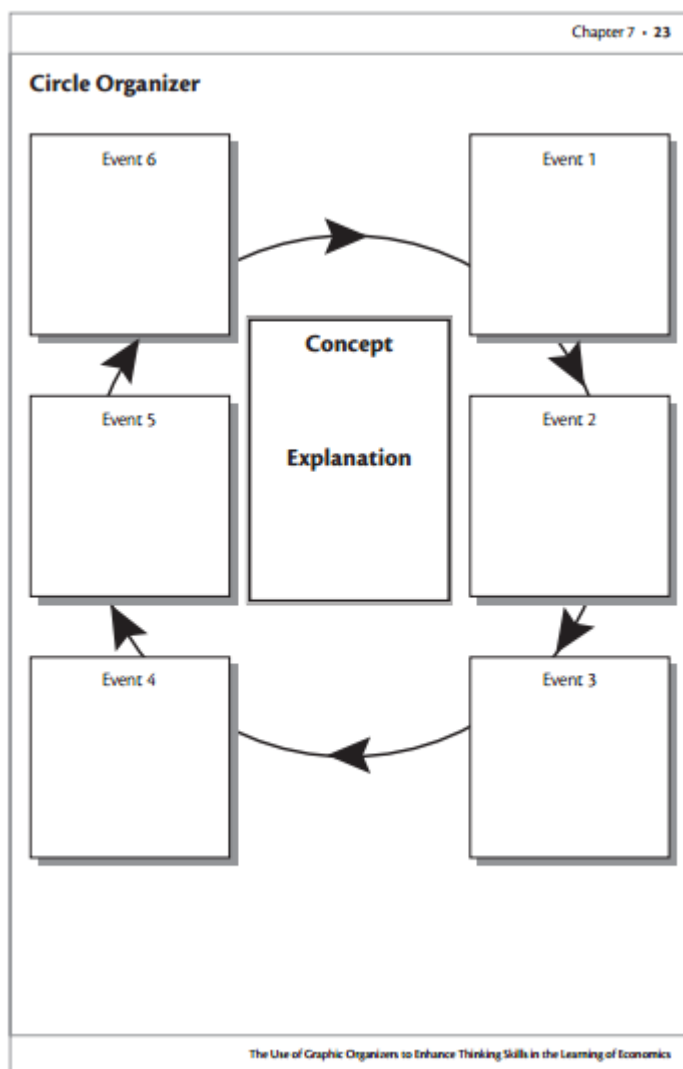 Chapter 7 • 23
Circle Organizer
Event 6
Event 1
Concept
Explanation
Event 5
Event 2
Event 4
Event 3
The Use of Graphic Organizers to Enhance Thinking Skills in the Learning of Economics